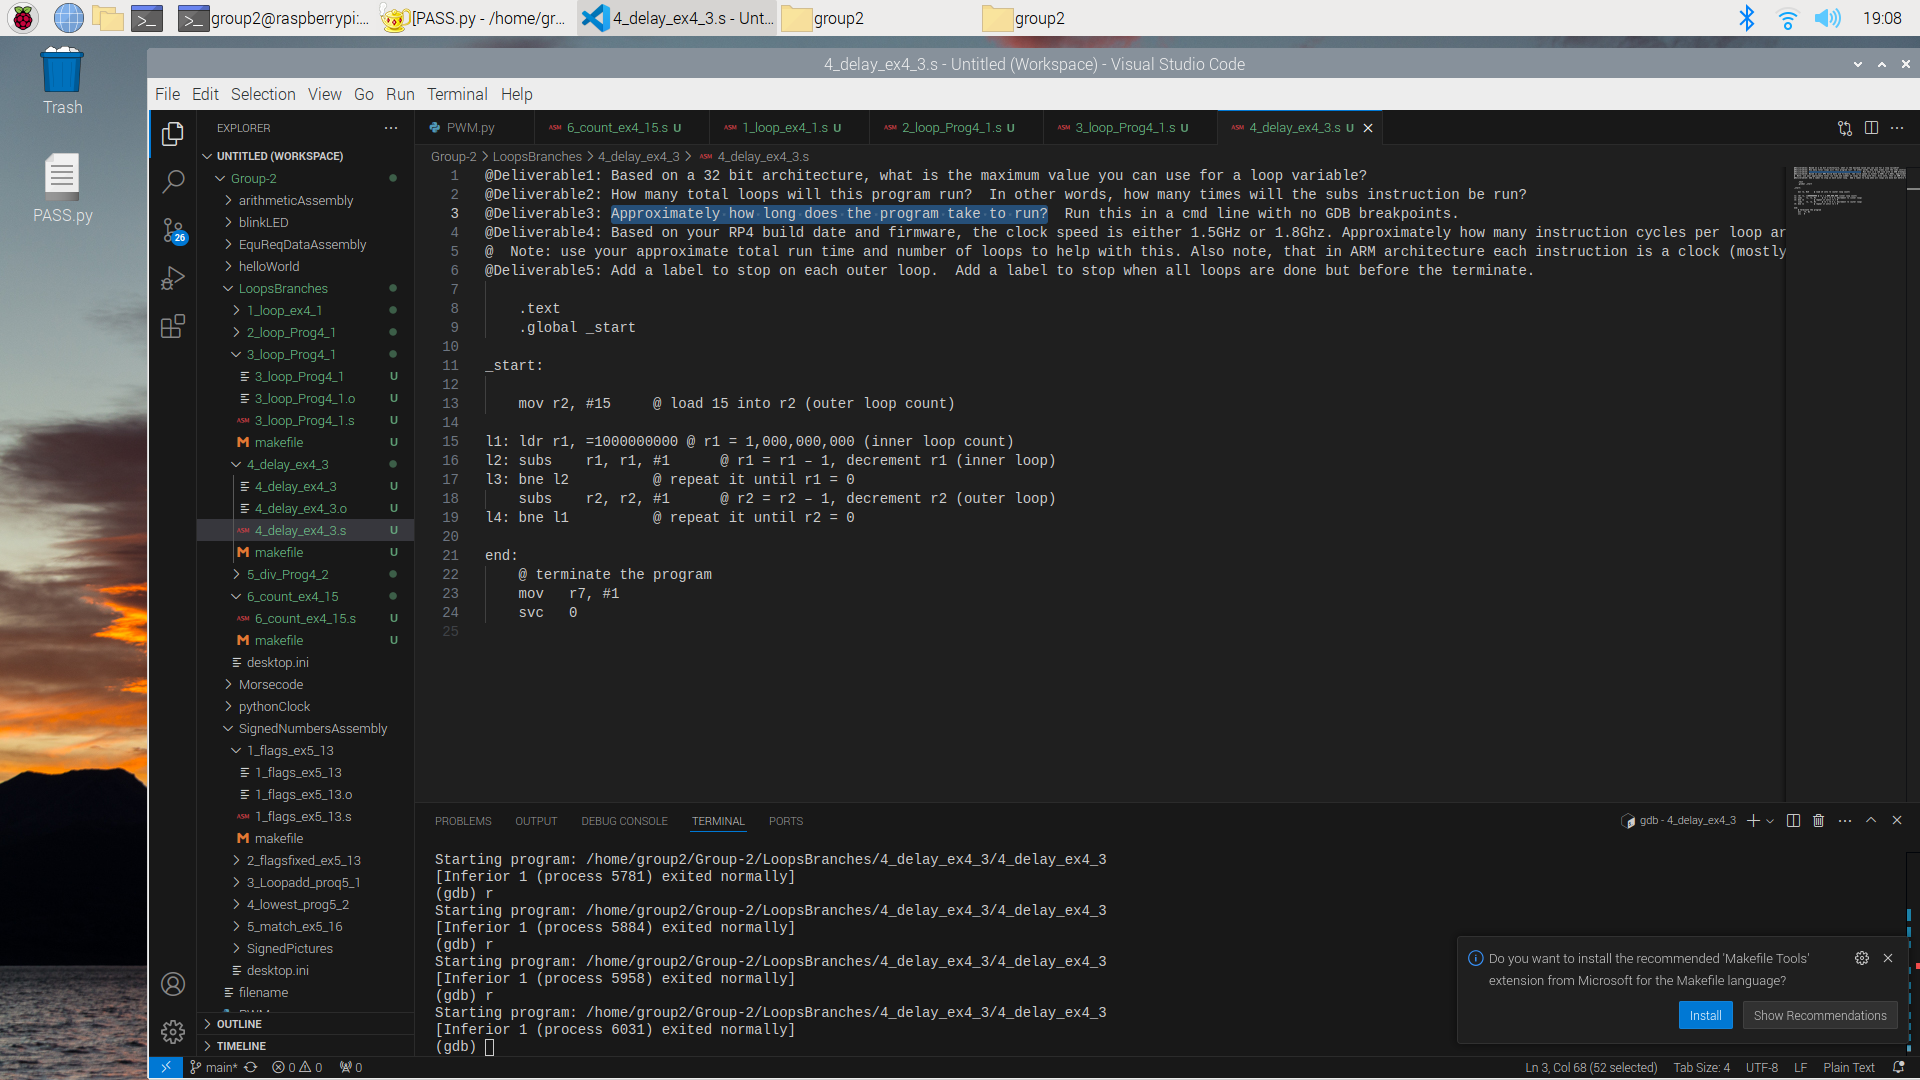 group2@raspberrypi:...
[PASS.py - /home/gr...
4_delay_ex4_3.s - Unt...
group2
group2
19:08
Trash
PASS.py
4_delay_ex4_3.s - Untitled (Workspace) - Visual Studio Code
File Edit Selection View Go Run Terminal Help
EXPLORER
UNTITLED (WORKSPACE)
Group-2
arithmeticAssembly
blinkLED
EquReqDataAssembly
helloWorld
LoopsBranches
1_loop_ex4_1
2_loop_Prog4_1
3_loop_Prog4_1
3_loop_Prog4_1 U
3_loop_Prog4_1.o U
ASM 3_loop_Prog4_1.s U
M makefile U
4_delay_ex4_3
4_delay_ex4_3 U
4_delay_ex4_3.o U
ASM 4_delay_ex4_3.s U
M makefile U
5_div_Prog4_2
6_count_ex4_15
ASM 6_count_ex4_15.s U
M makefile U
desktop.ini
Morsecode
pythonClock
SignedNumbersAssembly
1_flags_ex5_13
1_flags_ex5_13
1_flags_ex5_13.o
ASM 1_flags_ex5_13.s
M makefile
2_flagsfixed_ex5_13
3_Loopadd_proq5_1
4_lowest_prog5_2
5_match_ex5_16
SignedPictures
desktop.ini
filename
OUTLINE
TIMELINE
26
PWM.py
ASM 6_count_ex4_15.s U
ASM 1_loop_ex4_1.s U
ASM 2_loop_Prog4_1.s U
ASM 3_loop_Prog4_1.s U
ASM 4_delay_ex4_3.s U
Group-2 > LoopsBranches > 4_delay_ex4_3 > ASM 4_delay_ex4_3.s
1 @Deliverable1: Based on a 32 bit architecture, what is the maximum value you can use for a loop variable?
2 @Deliverable2: How many total loops will this program run?  In other words, how many times will the subs instruction be run?
3 @Deliverable3: Approximately how long does the program take to run?  Run this in a cmd line with no GDB breakpoints.
4 @Deliverable4: Based on your RP4 build date and firmware, the clock speed is either 1.5GHz or 1.8Ghz. Approximately how many instruction cycles per loop ar
5 @  Note: use your approximate total run time and number of loops to help with this. Also note, that in ARM architecture each instruction is a clock (mostly
6 @Deliverable5: Add a label to stop on each outer loop.  Add a label to stop when all loops are done but before the terminate.
7
8 .text
9 .global _start
10
11 _start:
12
13 mov r2, #15     @ load 15 into r2 (outer loop count)
14
15 l1: ldr r1, =1000000000 @ r1 = 1,000,000,000 (inner loop count)
16 l2: subs    r1, r1, #1      @ r1 = r1 – 1, decrement r1 (inner loop)
17 l3: bne l2          @ repeat it until r1 = 0
18 subs    r2, r2, #1      @ r2 = r2 – 1, decrement r2 (outer loop)
19 l4: bne l1          @ repeat it until r2 = 0
20
21 end:
22 @ terminate the program
23 mov   r7, #1
24 svc   0
25
PROBLEMS OUTPUT DEBUG CONSOLE TERMINAL PORTS
gdb - 4_delay_ex4_3
Starting program: /home/group2/Group-2/LoopsBranches/4_delay_ex4_3/4_delay_ex4_3
[Inferior 1 (process 5781) exited normally]
(gdb) r
Starting program: /home/group2/Group-2/LoopsBranches/4_delay_ex4_3/4_delay_ex4_3
[Inferior 1 (process 5884) exited normally]
(gdb) r
Starting program: /home/group2/Group-2/LoopsBranches/4_delay_ex4_3/4_delay_ex4_3
[Inferior 1 (process 5958) exited normally]
(gdb) r
Starting program: /home/group2/Group-2/LoopsBranches/4_delay_ex4_3/4_delay_ex4_3
[Inferior 1 (process 6031) exited normally]
(gdb)
Do you want to install the recommended 'Makefile Tools'
extension from Microsoft for the Makefile language?
Install
Show Recommendations
main* 0 0 0
Ln 3, Col 68 (52 selected) Tab Size: 4 UTF-8 LF Plain Text